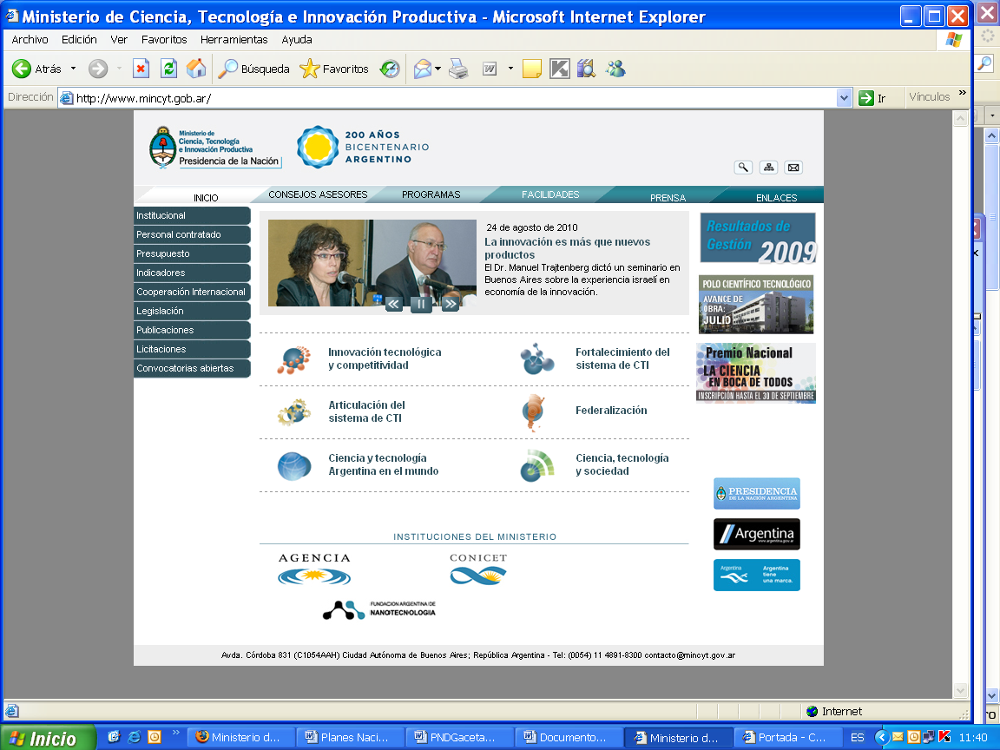 Ministerio de Ciencia, Tecnología e Innovación Productiva - Microsoft Internet Explorer
Archivo Edición Ver Favoritos Herramientas Ayuda
Atrás Búsqueda Favoritos
Dirección http://www.mincyt.gob.ar/ Ir Vínculos »
Ministerio de
Ciencia, Tecnología
e Innovación Productiva
Presidencia de la Nación
200 AÑOS
BICENTENARIO
ARGENTINO
INICIO CONSEJOS ASESORES PROGRAMAS FACILIDADES PRENSA ENLACES
Institucional
Personal contratado
Presupuesto
Indicadores
Cooperación Internacional
Legislación
Publicaciones
Licitaciones
Convocatorias abiertas
24 de agosto de 2010
La innovación es más que nuevos
productos
El Dr. Manuel Trajtenberg dictó un seminario en
Buenos Aires sobre la experiencia israelí en
economía de la innovación.
Innovación tecnológica
y competitividad
Fortalecimiento del
sistema de CTI
Articulación del
sistema de CTI
Federalización
Ciencia y tecnología
Argentina en el mundo
Ciencia, tecnología
y sociedad
Resultados de
Gestión 2009
POLO CIENTÍFICO TECNOLÓGICO
AVANCE DE
OBRA:
JULIO
Premio Nacional
LA CIENCIA
EN BOCA DE TODOS
INSCRIPCIÓN HASTA EL 30 DE SEPTIEMBRE
PRESIDENCIA
DE LA NACIÓN ARGENTINA
Argentina
www.argentina.gov.ar
Argentina
Argentina
tiene
una marca.
INSTITUCIONES DEL MINISTERIO
AGENCIA
CONICET
FUNDACIÓN ARGENTINA DE
NANOTECNOLOGIA
Avda. Córdoba 831 (C1054AAH) Ciudad Autónoma de Buenos Aires; República Argentina - Tel: (0054) 11 4891-8300 contacto@mincyt.gov.ar
Internet
Inicio » Ministerio d... Planes Naci... PNDGaceta... Documento... Ministerio d... Portada - C... ES 11:40